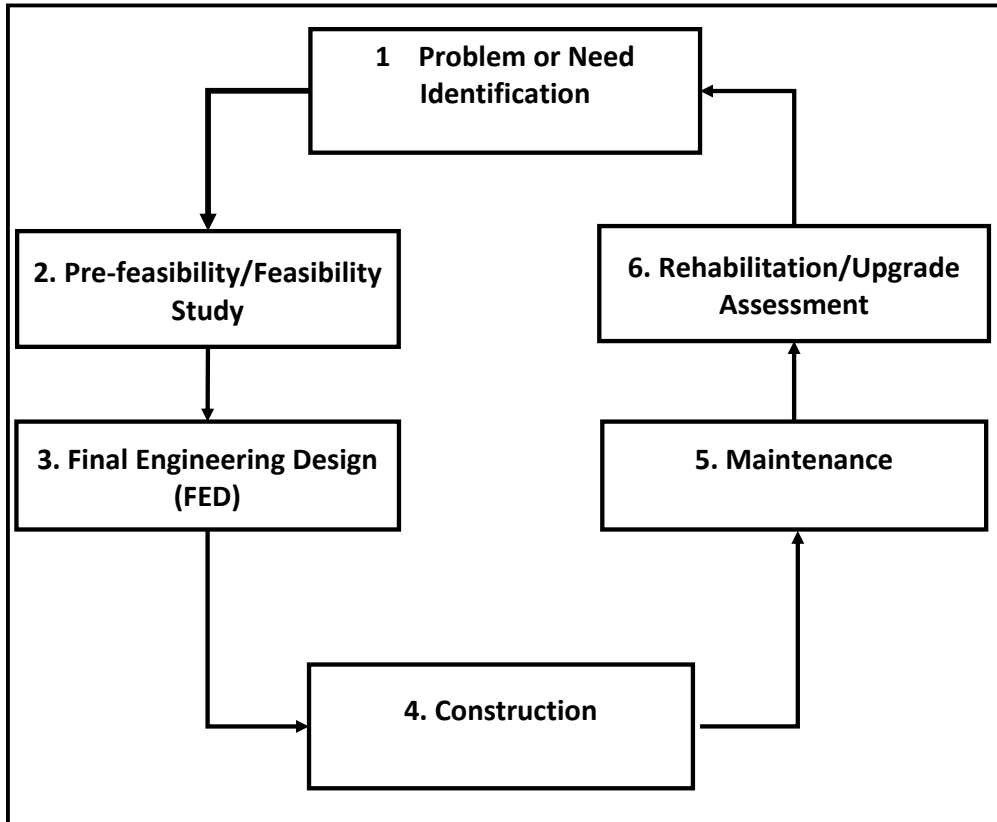 1 Problem or Need
Identification
2. Pre-feasibility/Feasibility
Study
3. Final Engineering Design
(FED)
4. Construction
5. Maintenance
6. Rehabilitation/Upgrade
Assessment